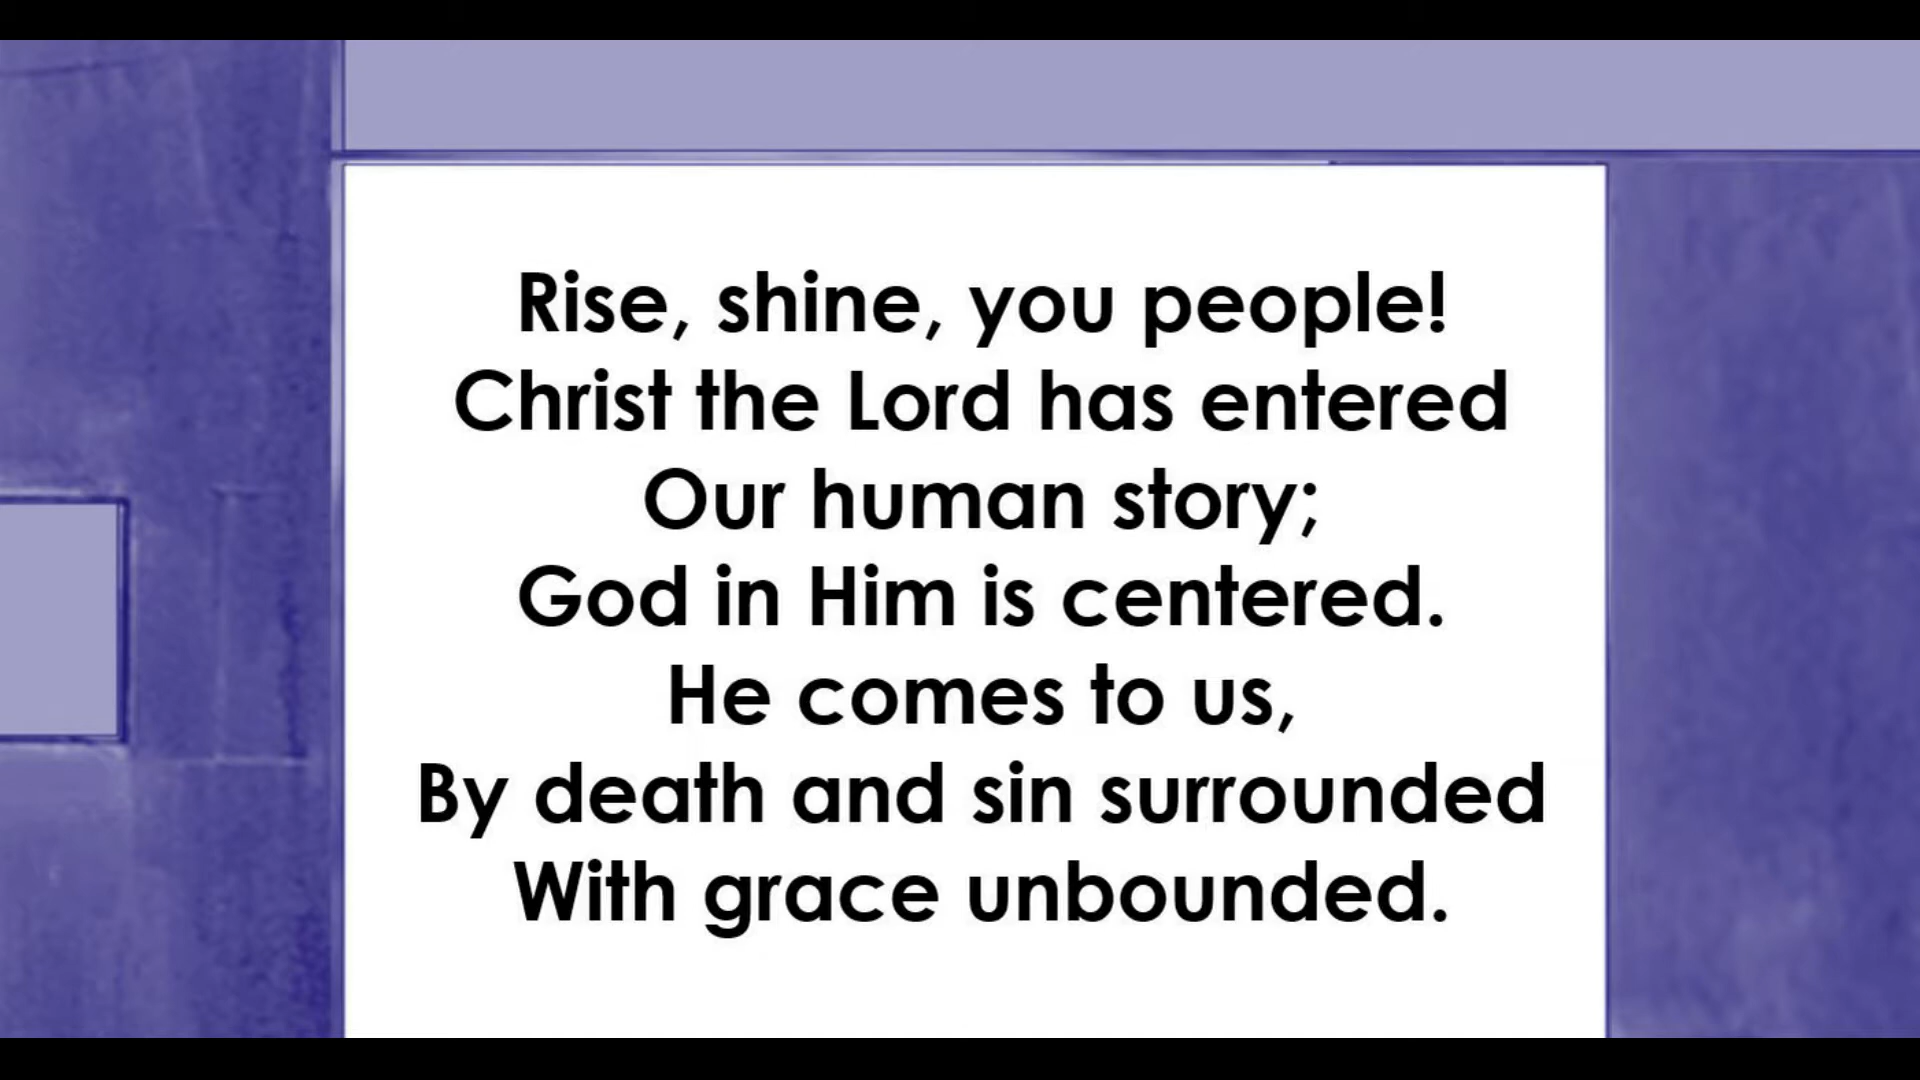 Rise, shine, you people!
Christ the Lord has entered
Our human story;
God in Him is centered.
He comes to us,
By death and sin surrounded
With grace unbounded.